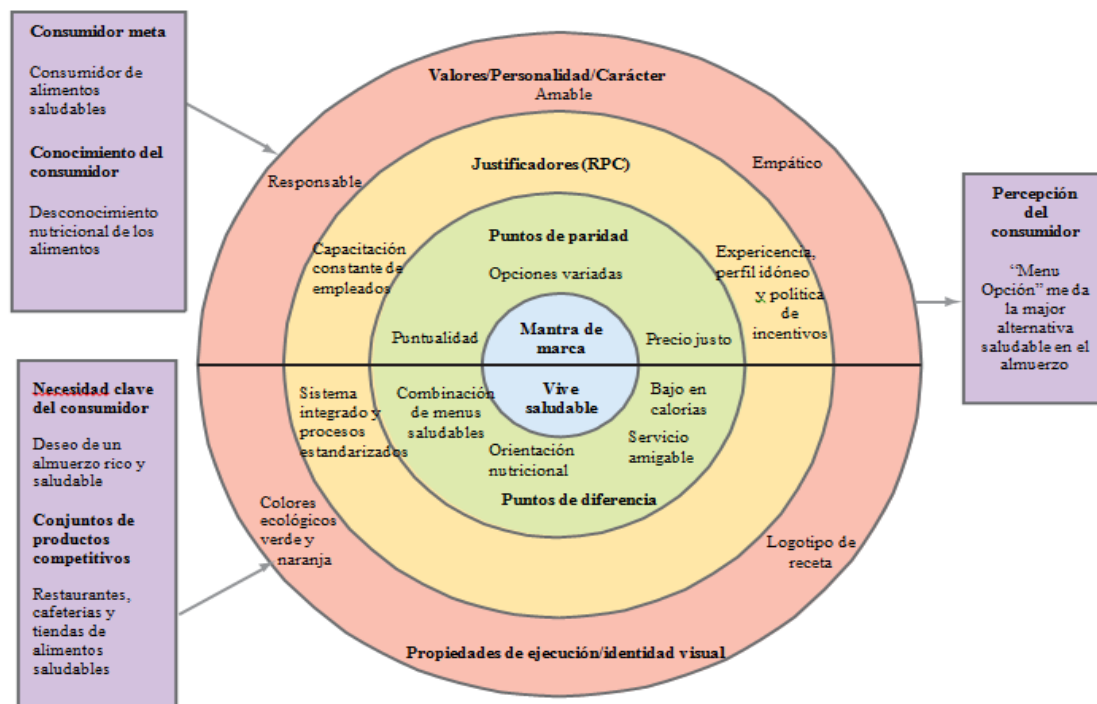 Consumidor meta
Consumidor de
alimentos
saludables
Conocimiento del
consumidor
Desconocimiento
nutricional de los
alimentos
Necesidad clave
del consumidor
Deseo de un
almuerzo rico y
saludable
Conjuntos de
productos
competitivos
Restaurantes,
cafeterias y
tiendas de
alimentos
saludables
Valores/Personalidad/Carácter
Amable
Responsable
Empático
Justificadores (RPC)
Capacitación
constante de
empleados
Expericencia,
perfil idóneo
y política
de
incentivos
Puntos de paridad
Opciones variadas
Puntualidad
Precio justo
Mantra de
marca
Vive
saludable
Sistema
integrado y
procesos
estandarizados
Combinación
de menus
saludables
Bajo en
calorias
Orientación
nutricional
Servicio
amigable
Puntos de diferencia
Colores
ecológicos
verde y
naranja
Logotipo de
receta
Propiedades de ejecución/identidad visual
Percepción
del
consumidor
“Menu
Opción” me da
la major
alternativa
saludable en el
almuerzo